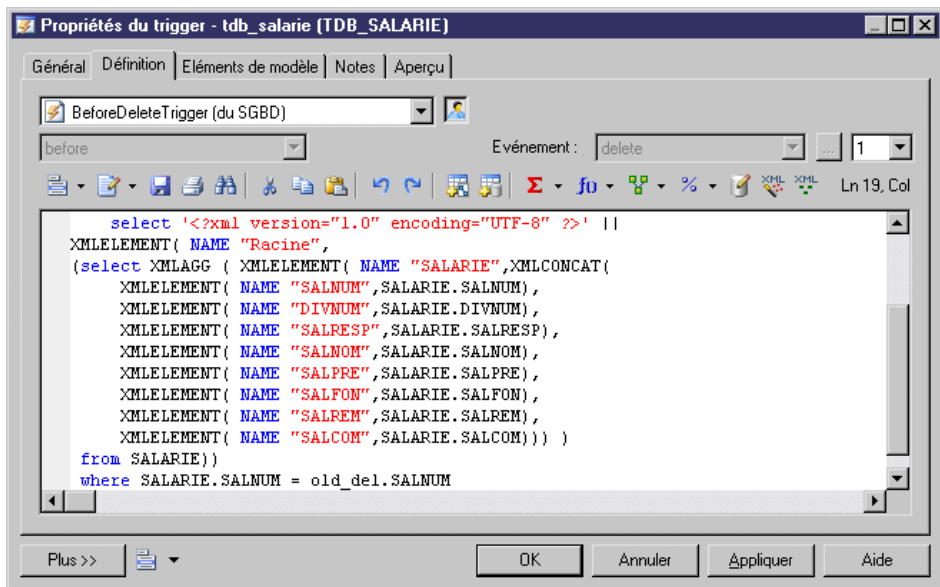 Propriétés du trigger - tdb_salarie (TDB_SALARIE)
Général Définition Eléments de modèle Notes Aperçu
BeforeDeleteTrigger (du SGBD)
before Evénement : delete ... 1
Ln 19, Col
select '<?xml version="1.0" encoding="UTF-8" ?>' ||
XMLELEMENT( NAME "Racine",
(select XMLAGG ( XMLELEMENT( NAME "SALARIE",XMLCONCAT(
XMLELEMENT( NAME "SALNUM",SALARIE.SALNUM),
XMLELEMENT( NAME "DIVNUM",SALARIE.DIVNUM),
XMLELEMENT( NAME "SALRESP",SALARIE.SALRESP),
XMLELEMENT( NAME "SALNOM",SALARIE.SALNOM),
XMLELEMENT( NAME "SALPRE",SALARIE.SALPRE),
XMLELEMENT( NAME "SALFON",SALARIE.SALFON),
XMLELEMENT( NAME "SALREM",SALARIE.SALREM),
XMLELEMENT( NAME "SALCOM",SALARIE.SALCOM))) )
from SALARIE))
where SALARIE.SALNUM = old_del.SALNUM
Plus >> OK Annuler Appliquer Aide